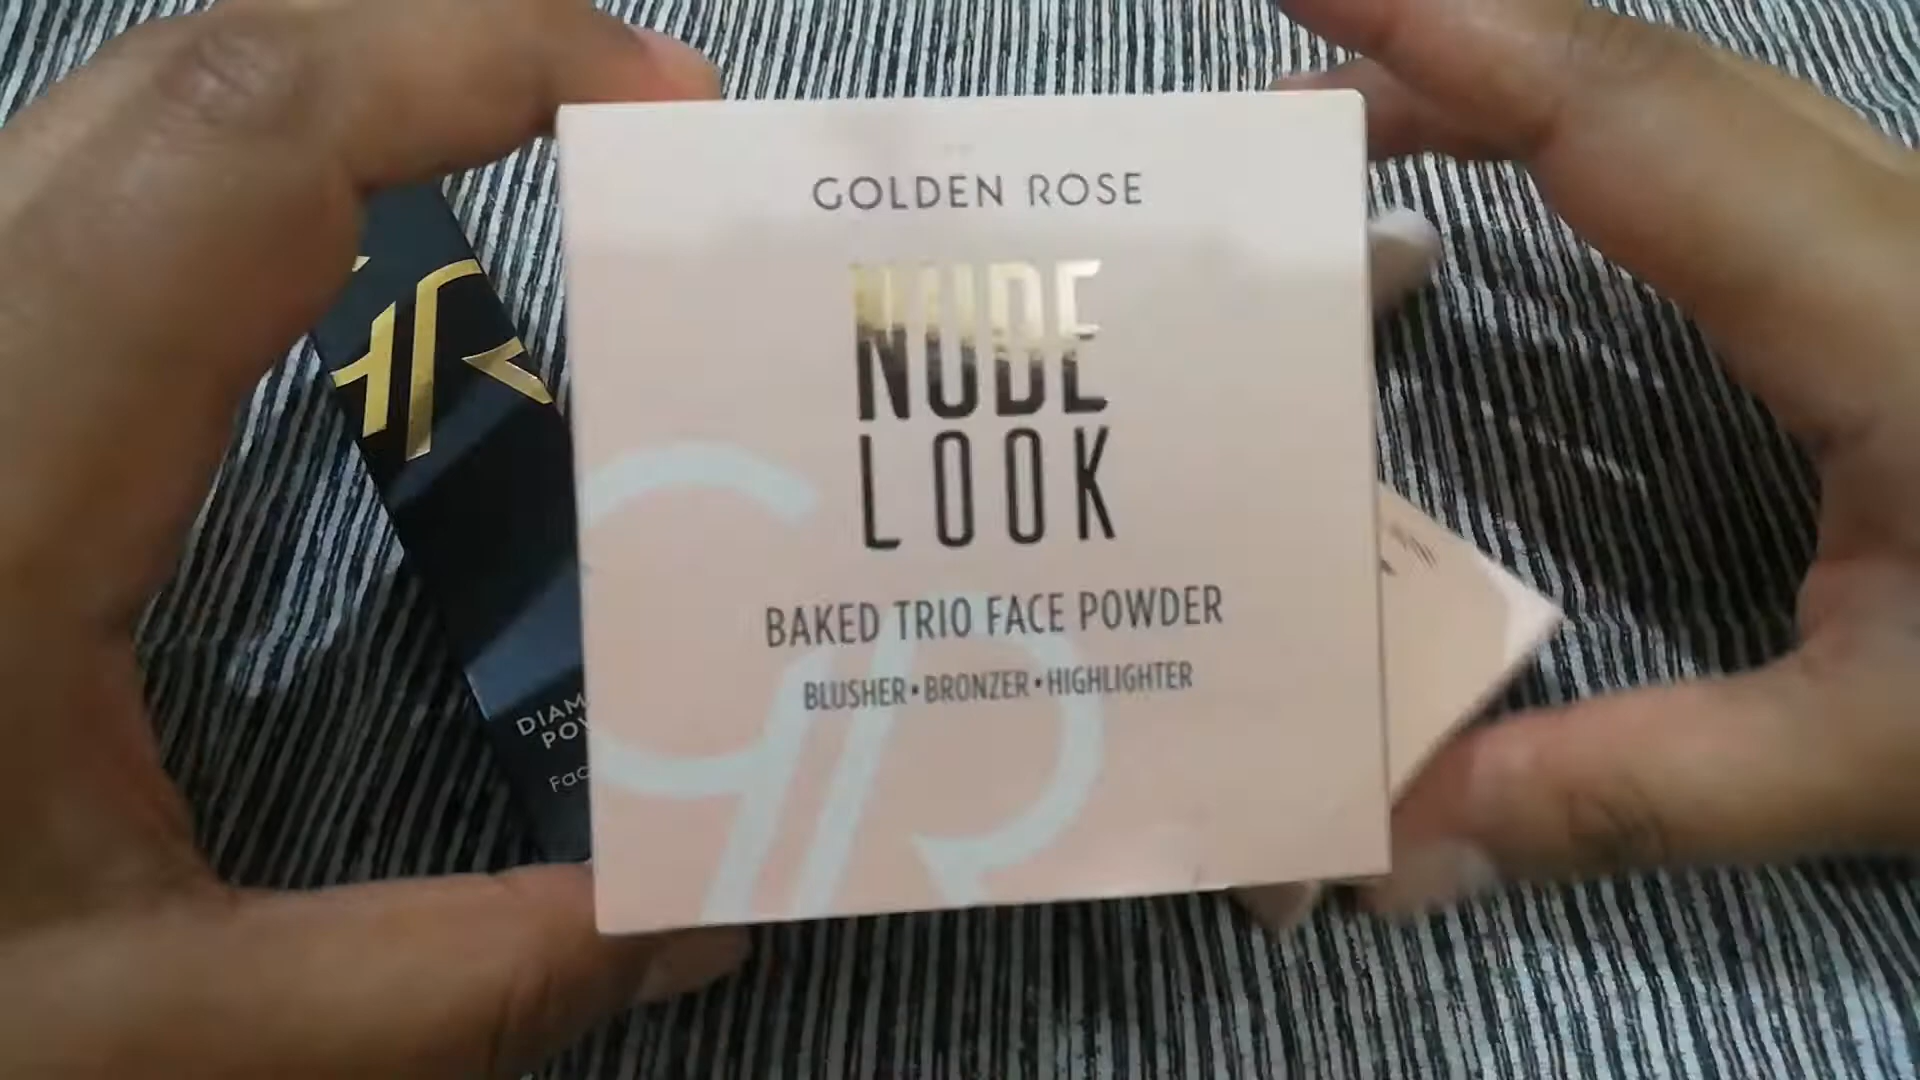 GOLDEN ROSE
NUDE
LOOK
BAKED TRIO FACE POWDER
BLUSHER•BRONZER•HIGHLIGHTER